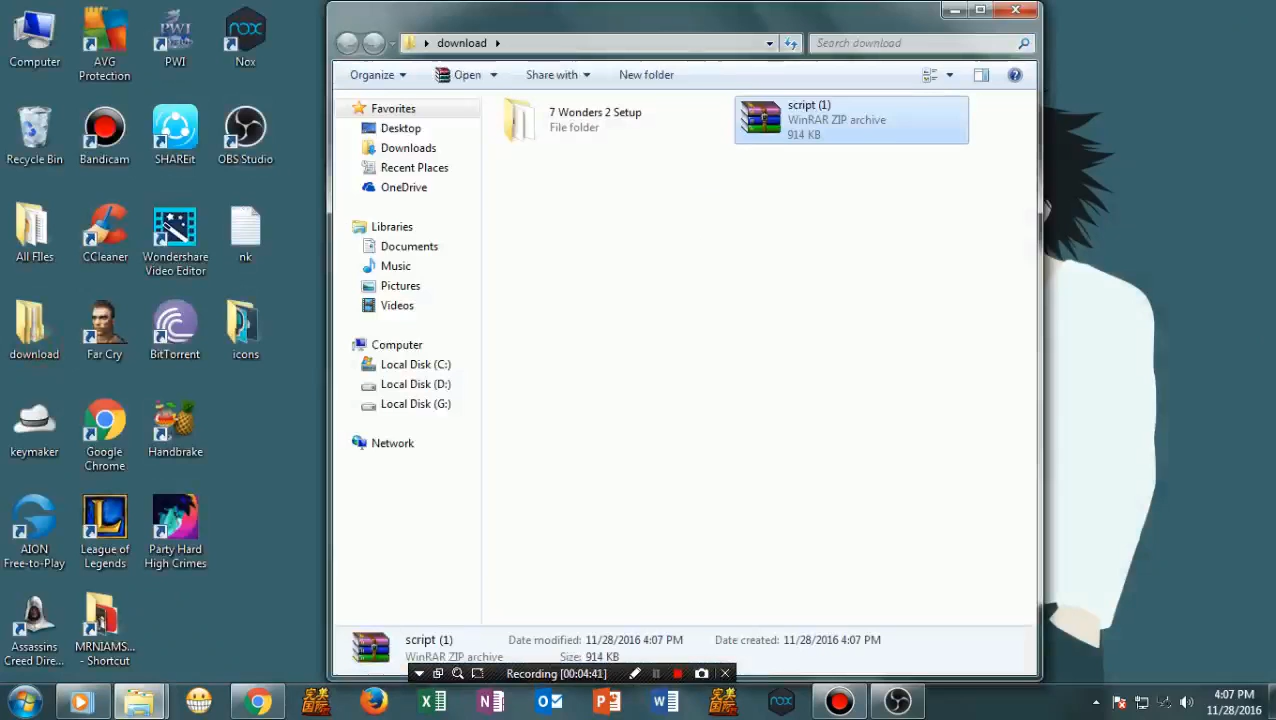 Computer
AVG
Protection
PWI
Nox
Recycle Bin
Bandicam
SHAREit
OBS Studio
All FIles
CCleaner
Wondershare
Video Editor
nk
download
Far Cry
BitTorrent
icons
keymaker
Google
Chrome
Handbrake
AION
Free-to-Play
League of
Legends
Party Hard
High Crimes
Assassins
Creed Dire...
MRNIAMS...
- Shortcut
download
Search download
Organize
Open
Share with
New folder
Favorites
Desktop
Downloads
Recent Places
OneDrive
Libraries
Documents
Music
Pictures
Videos
Computer
Local Disk (C:)
Local Disk (D:)
Local Disk (G:)
Network
7 Wonders 2 Setup
File folder
script (1)
WinRAR ZIP archive
914 KB
script (1)
Date modified: 11/28/2016 4:07 PM
Date created: 11/28/2016 4:07 PM
WinRAR ZIP archive
Size: 914 KB
Recording [00:04:41]
4:07 PM
11/28/2016